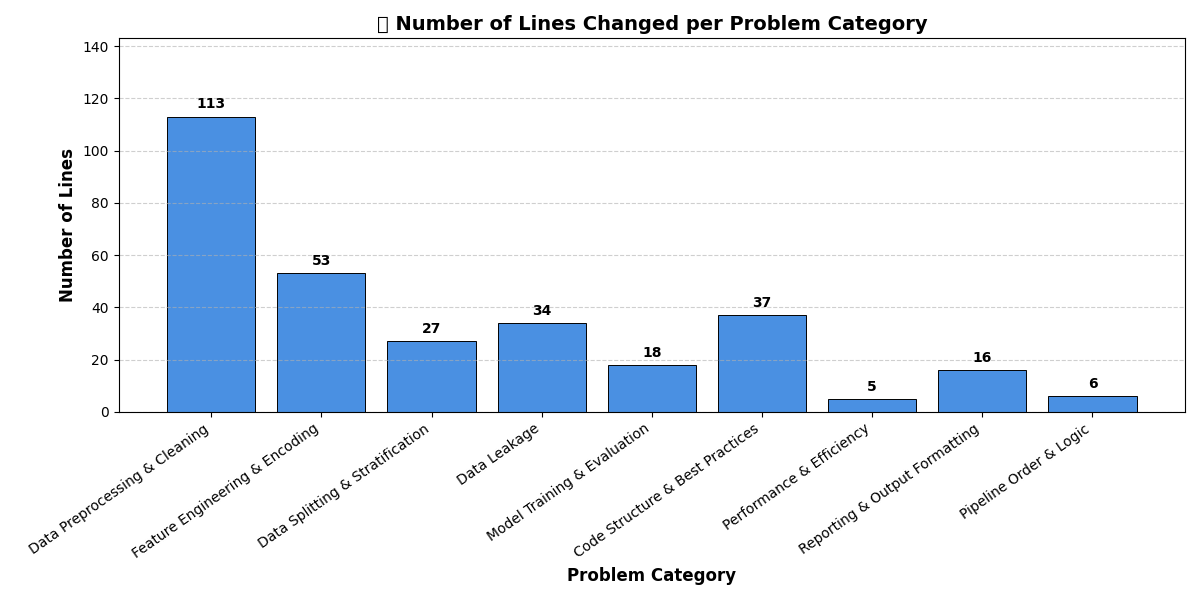 Number of Lines Changed per Problem Category
Number of Lines
140
120
100
80
60
40
20
0
113
53
27
34
18
37
5
16
6
Data Preprocessing & Cleaning
Feature Engineering & Encoding
Data Splitting & Stratification
Data Leakage
Model Training & Evaluation
Code Structure & Best Practices
Performance & Efficiency
Reporting & Output Formatting
Pipeline Order & Logic
Problem Category